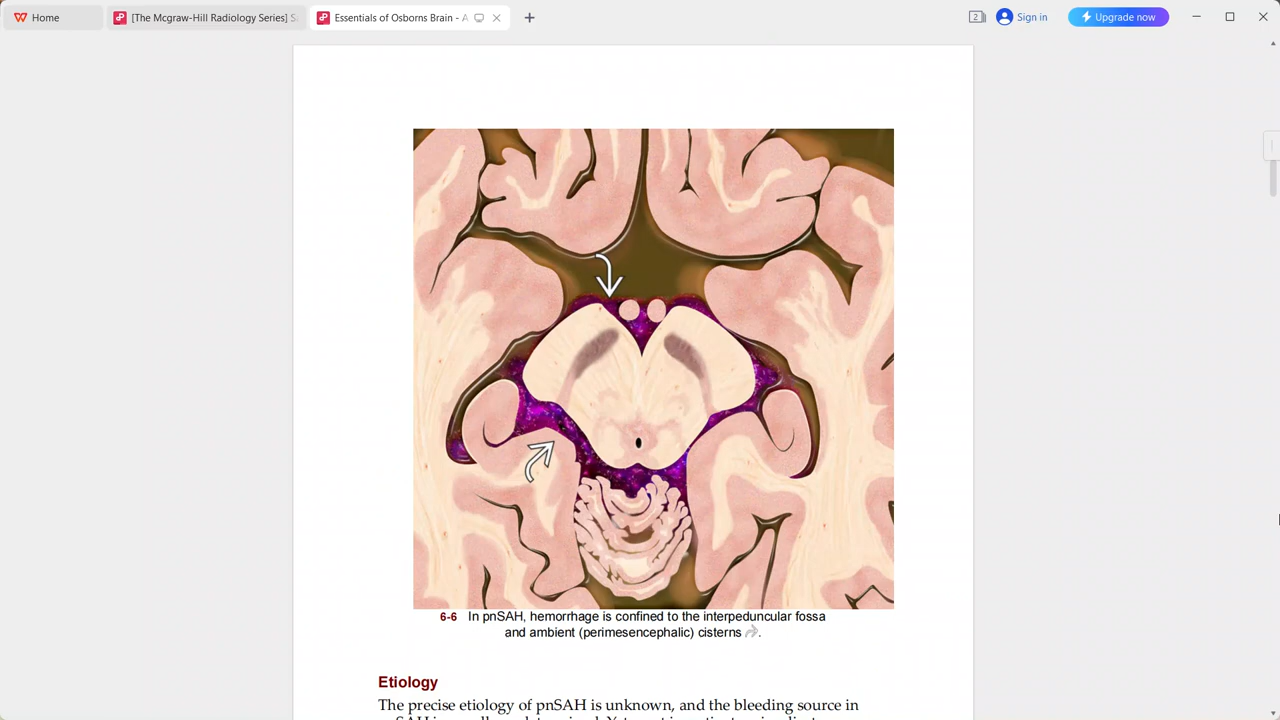 Home
[The Mcgraw-Hill Radiology Series] S
Essentials of Osborns Brain - A
2
Sign in
Upgrade now
6-6 In pnSAH, hemorrhage is confined to the interpeduncular fossa
and ambient (perimesencephalic) cisterns .
Etiology
The precise etiology of pnSAH is unknown, and the bleeding source in